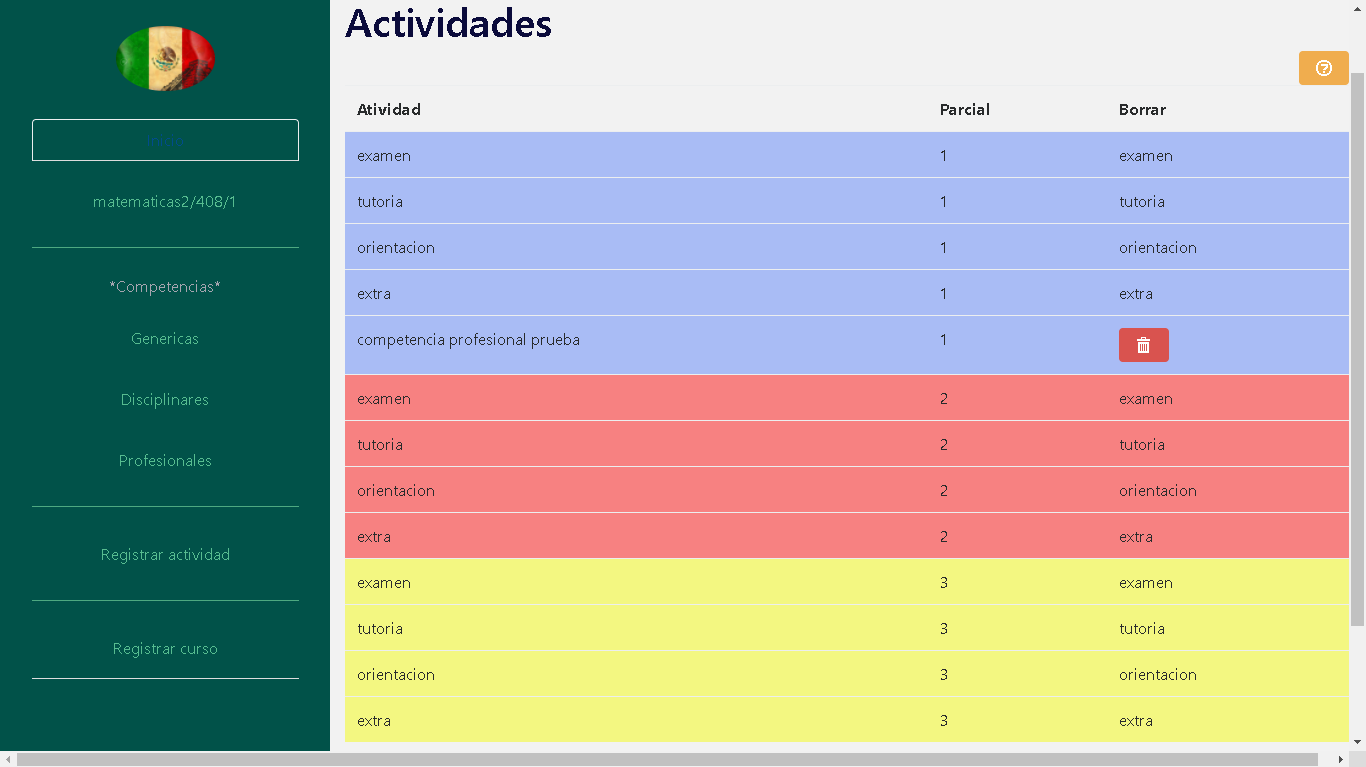 Actividades
Atividad Parcial Borrar
examen 1 examen
tutoria 1 tutoria
orientacion 1 orientacion
extra 1 extra
competencia profesional prueba 1
examen 2 examen
tutoria 2 tutoria
orientacion 2 orientacion
extra 2 extra
examen 3 examen
tutoria 3 tutoria
orientacion 3 orientacion
extra 3 extra
matematicas2/408/1
*Competencias*
Genericas
Disciplinares
Profesionales
Registrar actividad
Registrar curso